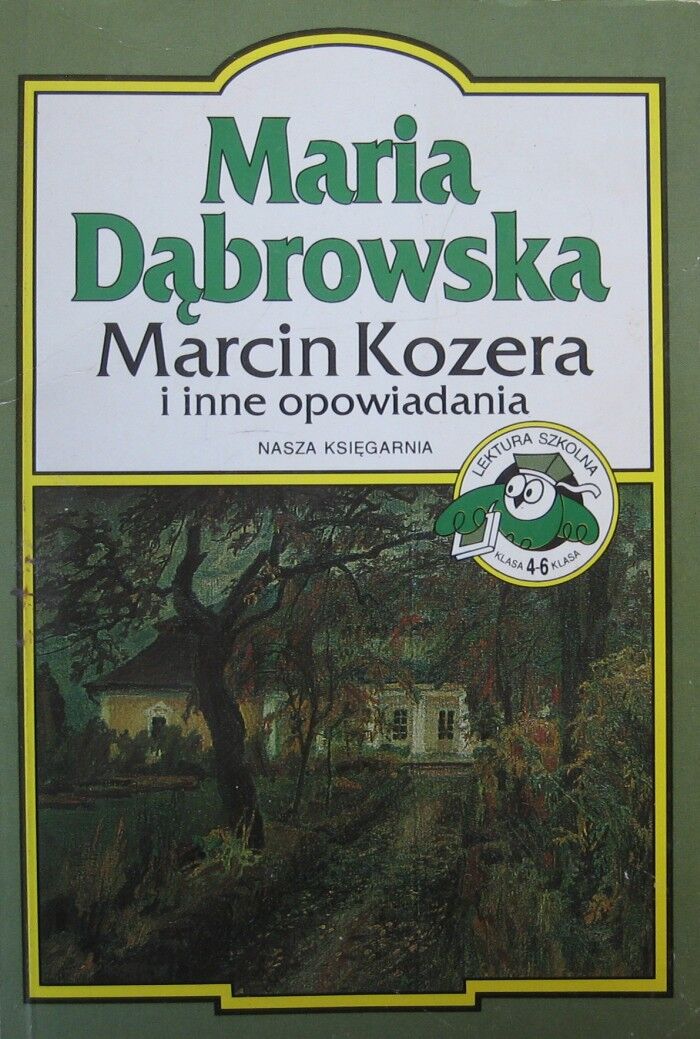 Maria
Dąbrowska
Marcin Kozera
i inne opowiadania
NASZA KSIĘGARNIA
LEKTURA SZKOLNA
KLASA 4-6 KLASA